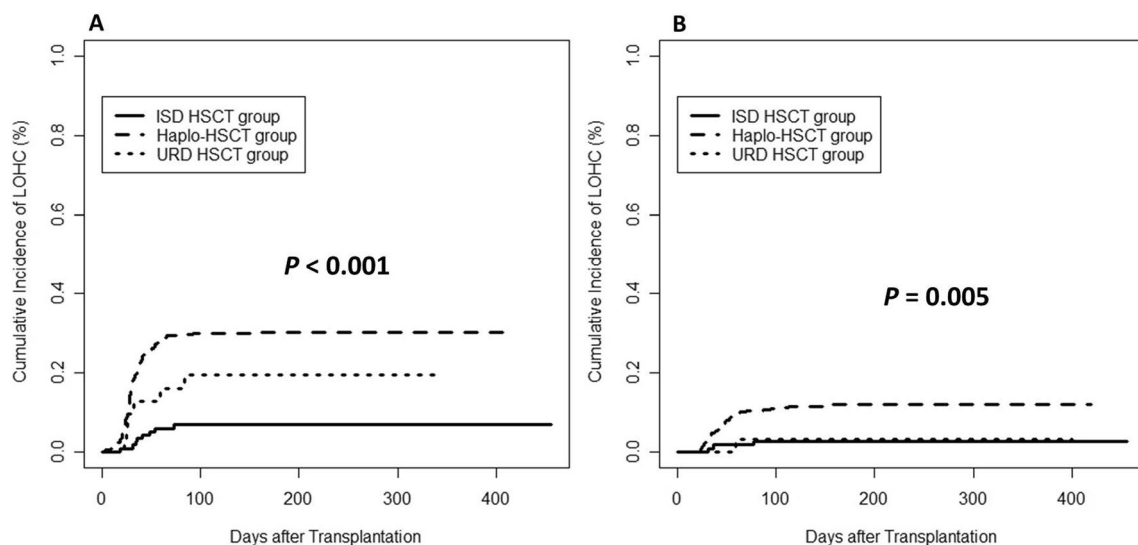 A
1.0
0.8
0.6
0.4
0.2
0.0
Cumulative Incidence of LOHC (%)
ISD HSCT group
Haplo-HSCT group
URD HSCT group
P < 0.001
0
100
200
300
400
Days after Transplantation
B
1.0
0.8
0.6
0.4
0.2
0.0
Cumulative Incidence of LOHC (%)
ISD HSCT group
Haplo-HSCT group
URD HSCT group
P = 0.005
0
100
200
300
400
Days after Transplantation